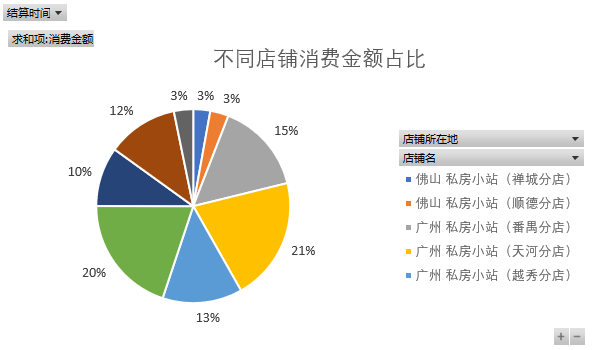 结算时间
求和项:消费金额
不同店铺消费金额占比
3%
3%
3%
15%
21%
13%
20%
10%
12%
店铺所在地
店铺名
佛山 私房小站（禅城分店）
佛山 私房小站（顺德分店）
广州 私房小站（番禺分店）
广州 私房小站（天河分店）
广州 私房小站（越秀分店）